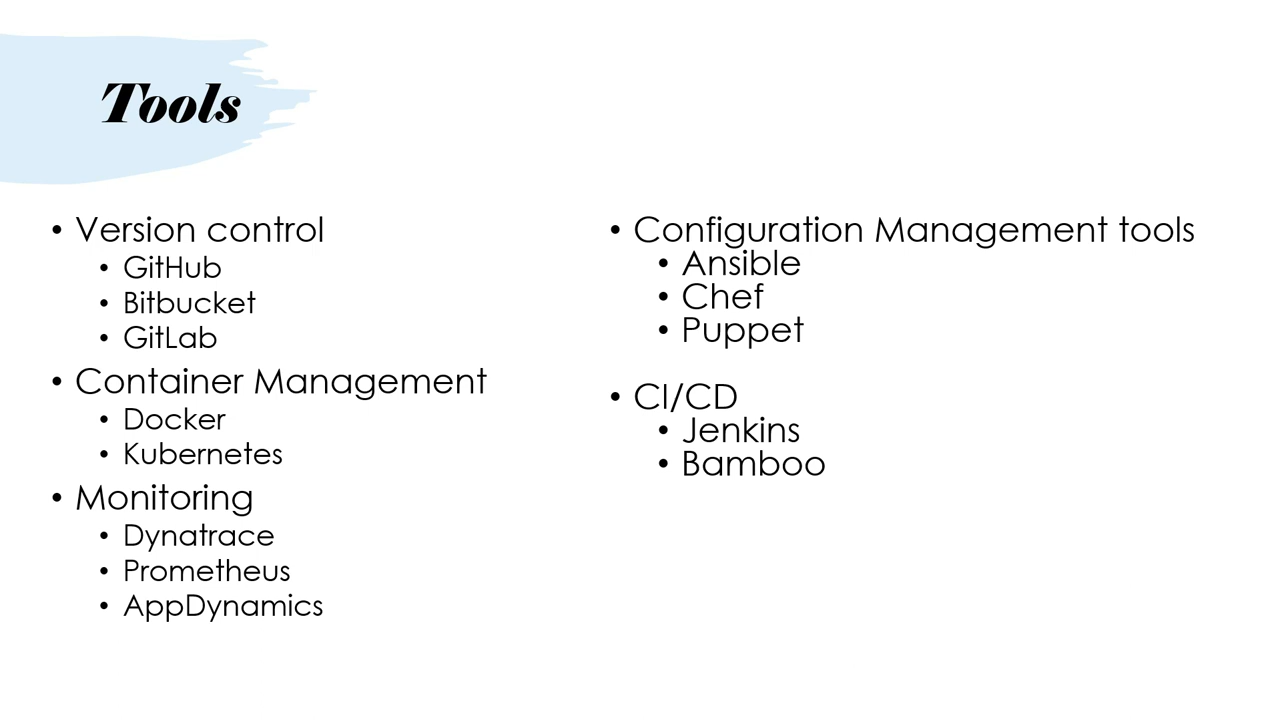 Tools
• Version control
• GitHub
• Bitbucket
• GitLab
• Container Management
• Docker
• Kubernetes
• Monitoring
• Dynatrace
• Prometheus
• AppDynamics
• Configuration Management tools
• Ansible
• Chef
• Puppet
• CI/CD
• Jenkins
• Bamboo